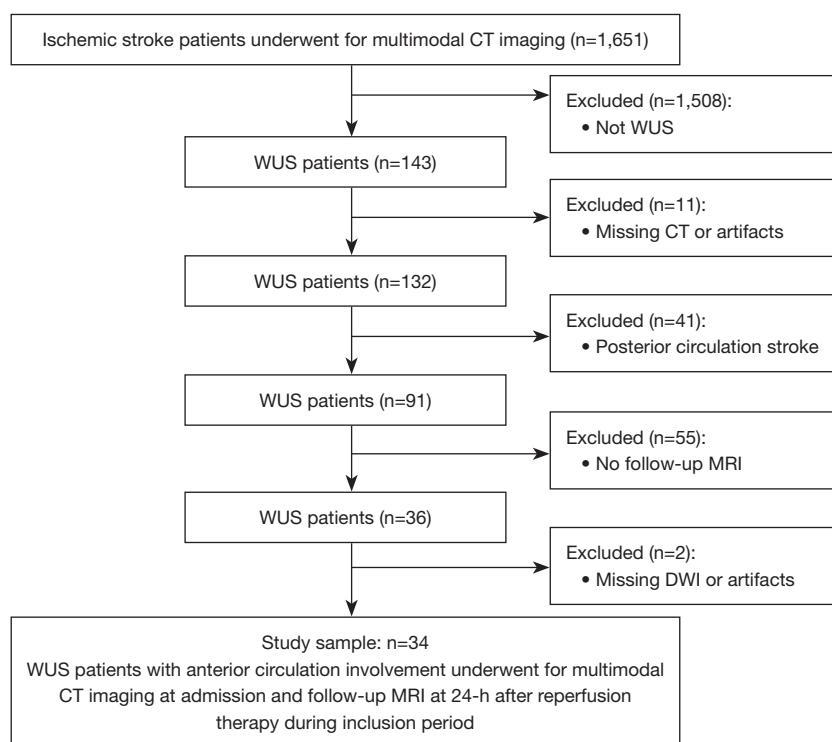 Ischemic stroke patients underwent for multimodal CT imaging (n=1,651)
Excluded (n=1,508):
• Not WUS
WUS patients (n=143)
Excluded (n=11):
• Missing CT or artifacts
WUS patients (n=132)
Excluded (n=41):
• Posterior circulation stroke
WUS patients (n=91)
Excluded (n=55):
• No follow-up MRI
WUS patients (n=36)
Excluded (n=2):
• Missing DWI or artifacts
Study sample: n=34
WUS patients with anterior circulation involvement underwent for multimodal
CT imaging at admission and follow-up MRI at 24-h after reperfusion
therapy during inclusion period